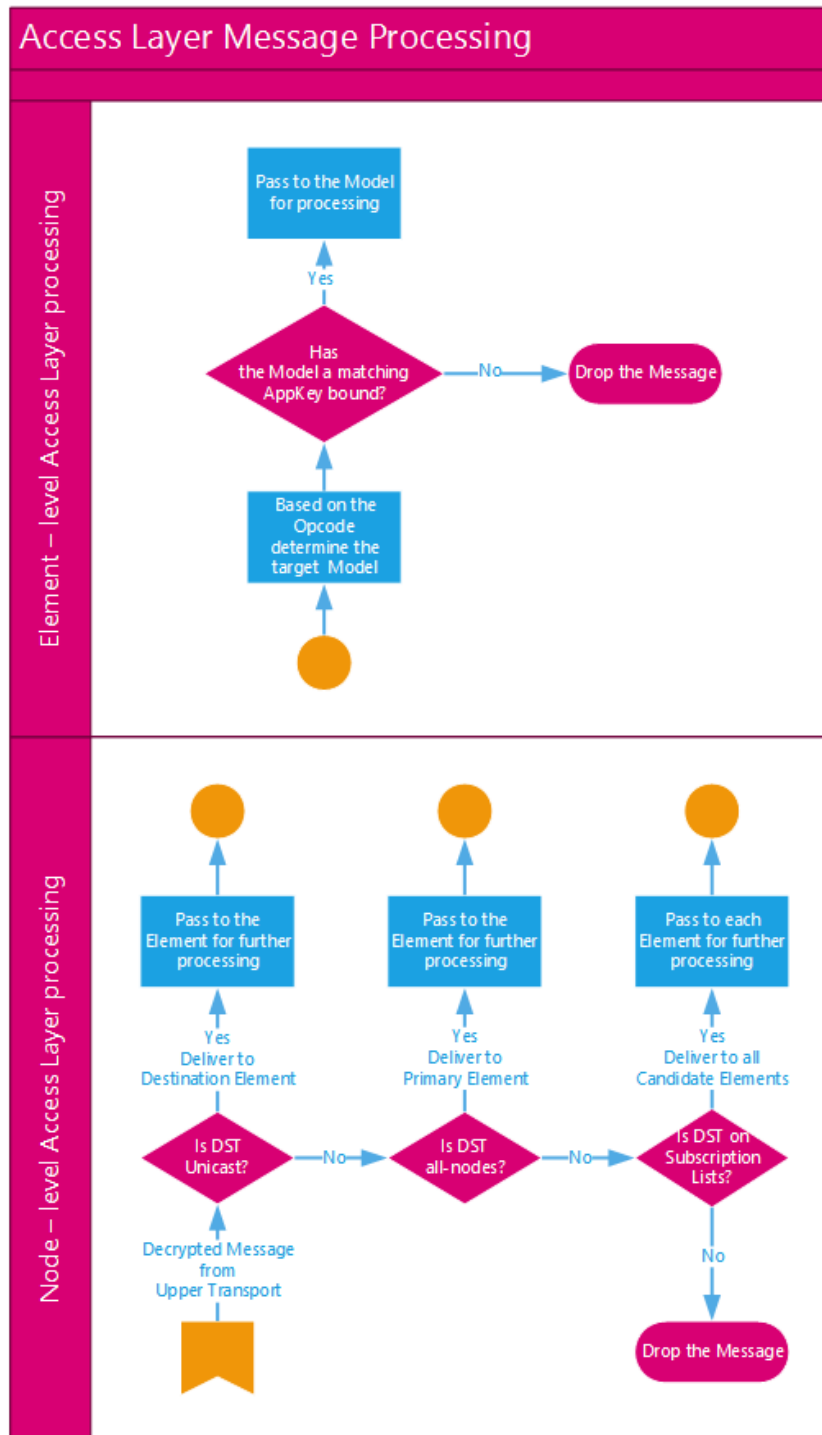 Access Layer Message Processing
Element – level Access Layer processing
Pass to the Model
for processing
Yes
Has
the Model a matching
AppKey bound?
No
Drop the Message
Based on the
Opcode
determine the
target Model
Node – level Access Layer processing
Pass to the
Element for further
processing
Pass to the
Element for further
processing
Pass to each
Element for further
processing
Yes
Deliver to
Destination Element
Yes
Deliver to
Primary Element
Yes
Deliver to all
Candidate Elements
Is DST
Unicast?
No
Is DST
all-nodes?
No
Is DST on
Subscription
Lists?
Decrypted Message
from
Upper Transport
No
Drop the Message